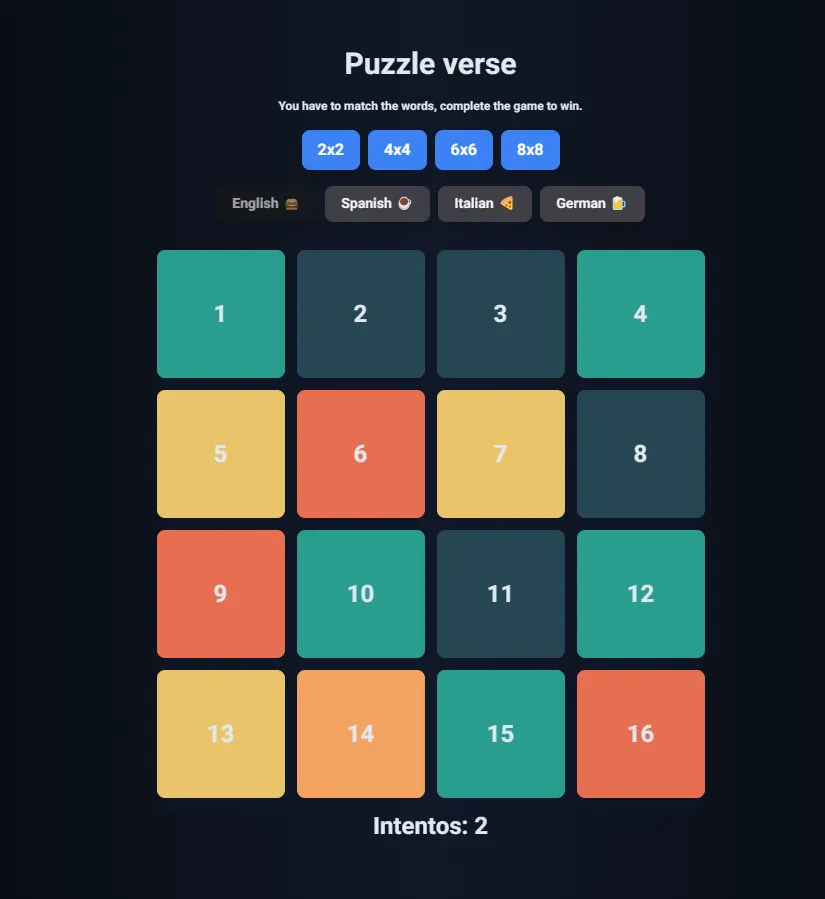 Puzzle verse
You have to match the words, complete the game to win.
2x2 4x4 6x6 8x8
English 🍔 Spanish ☕ Italian 🍕 German 🍺
1 2 3 4
5 6 7 8
9 10 11 12
13 14 15 16
Intentos: 2